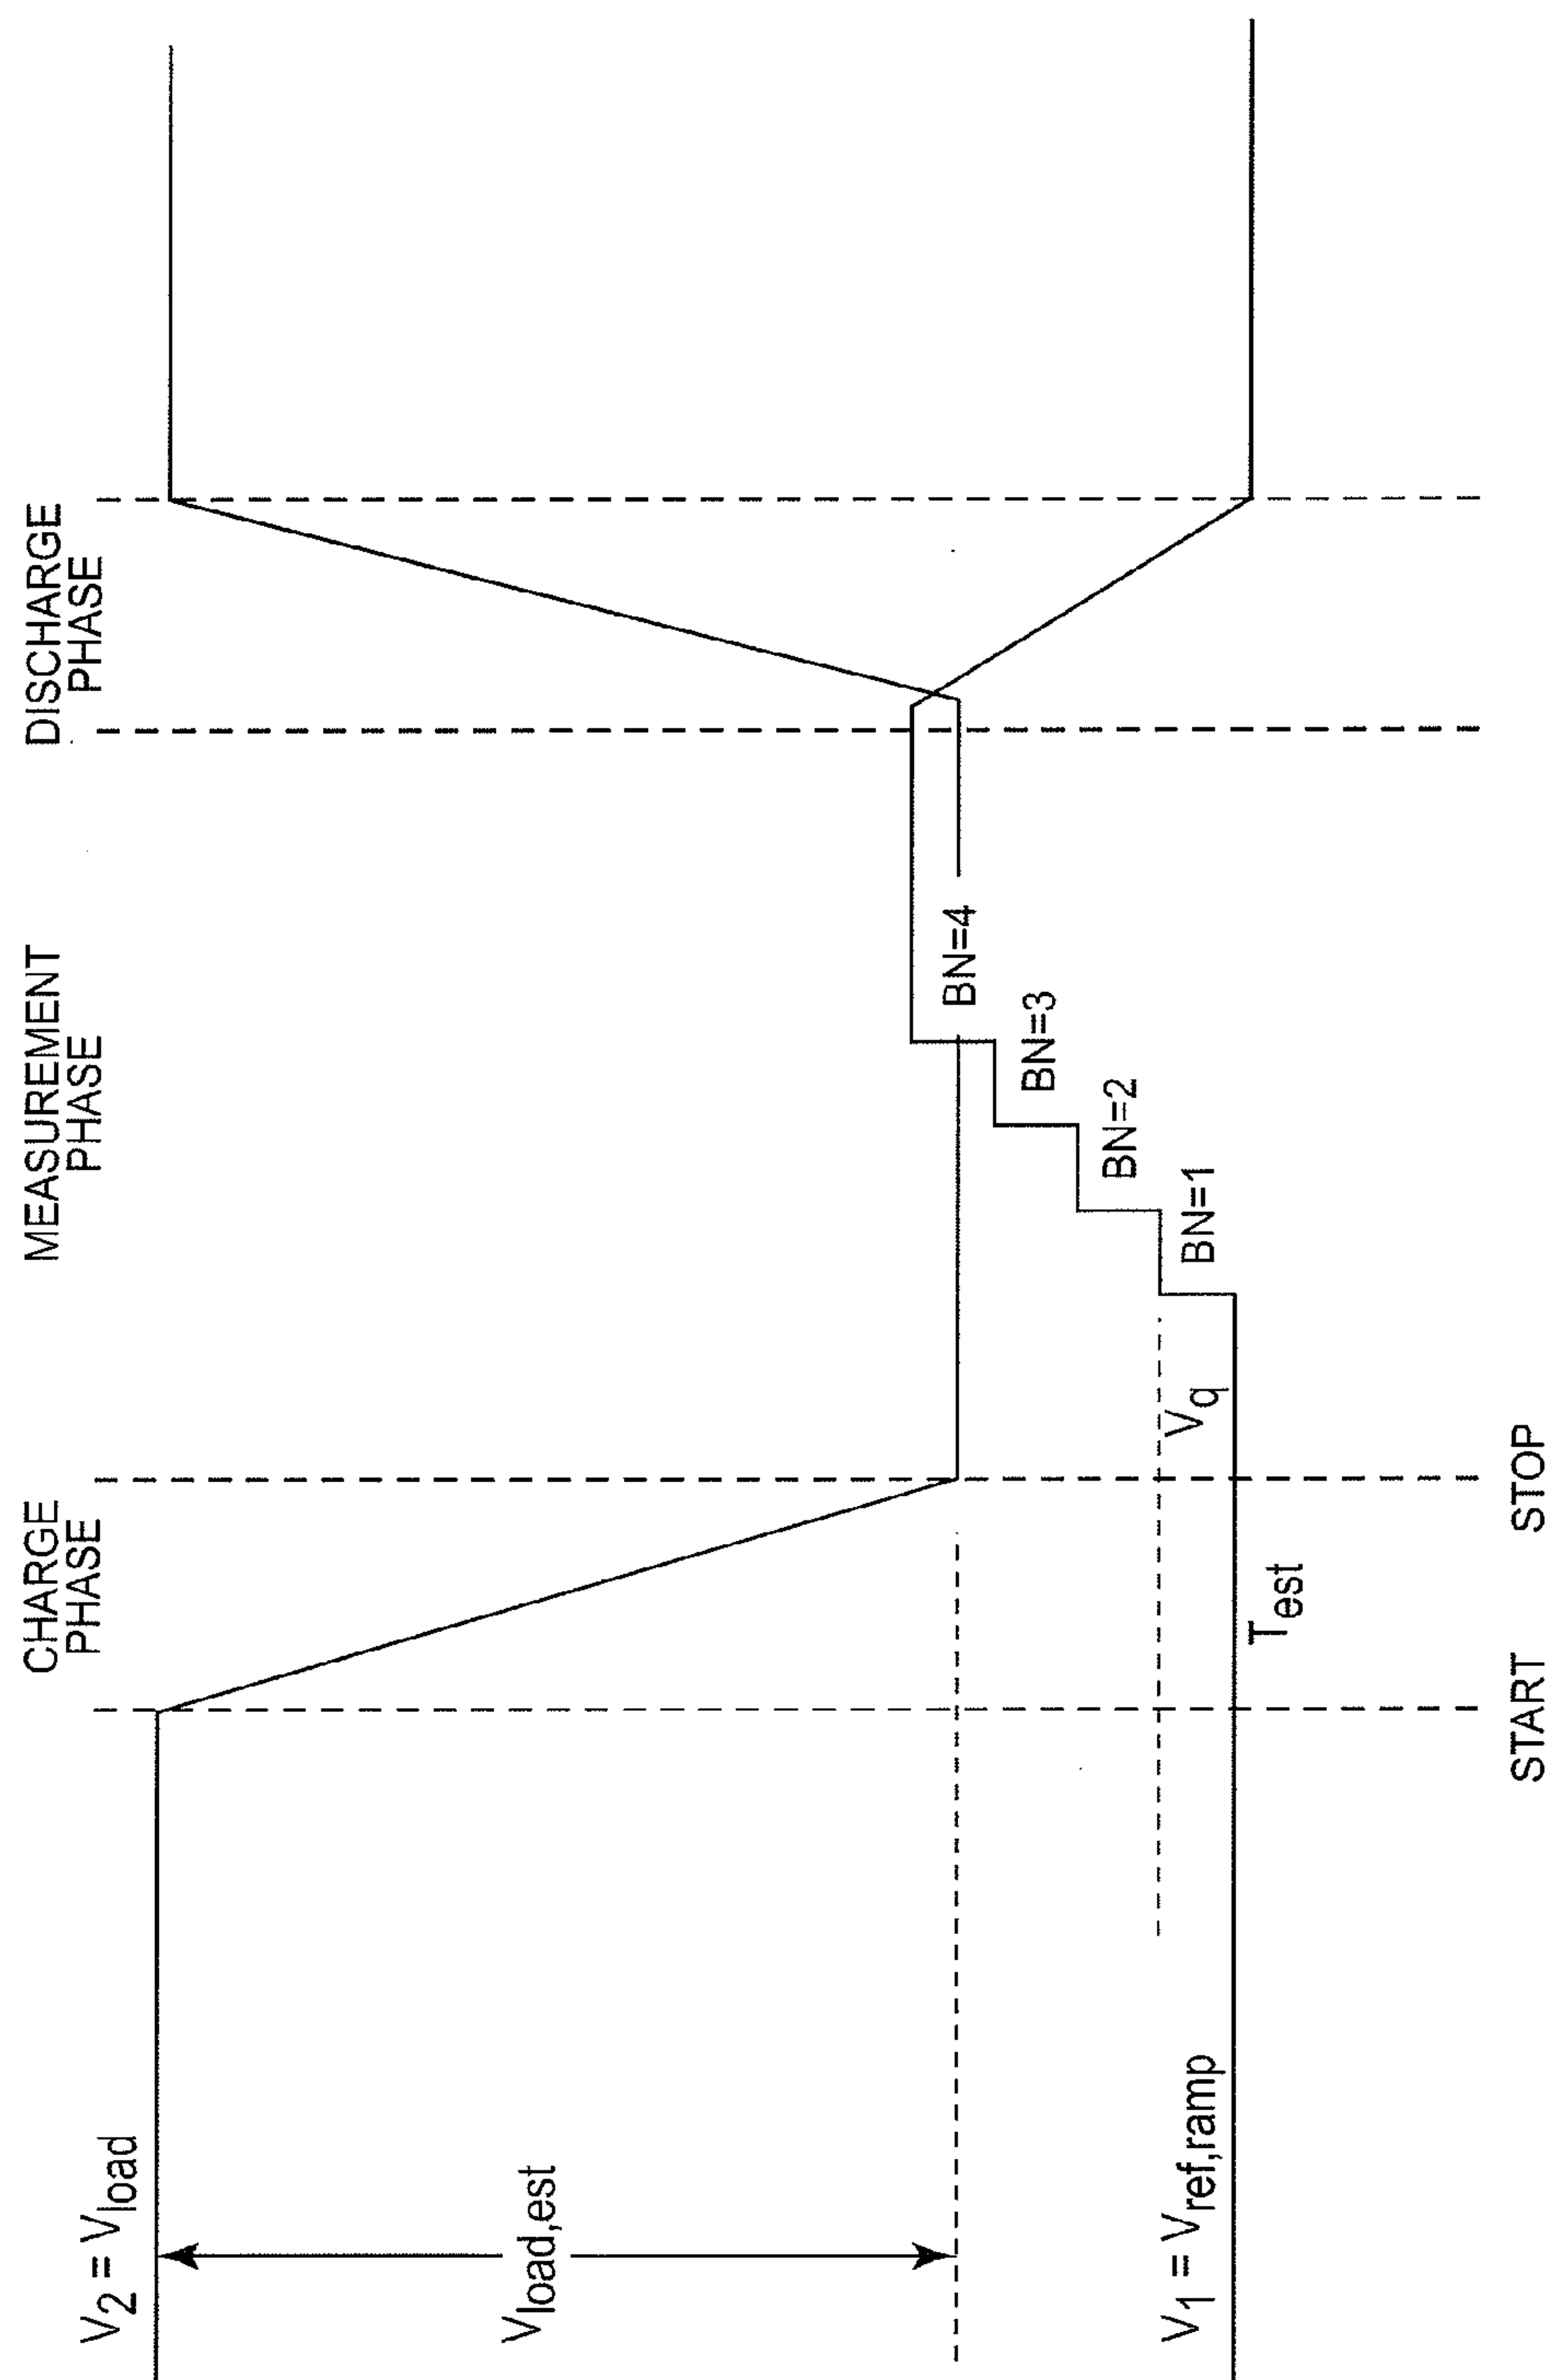 CHARGE
PHASE
MEASUREMENT
PHASE
DISCHARGE
PHASE
V2 = Vload
Vload,est
BN=4
BN=3
BN=2
BN=1
Vq
V1 = Vref,ramp
Test
START
STOP